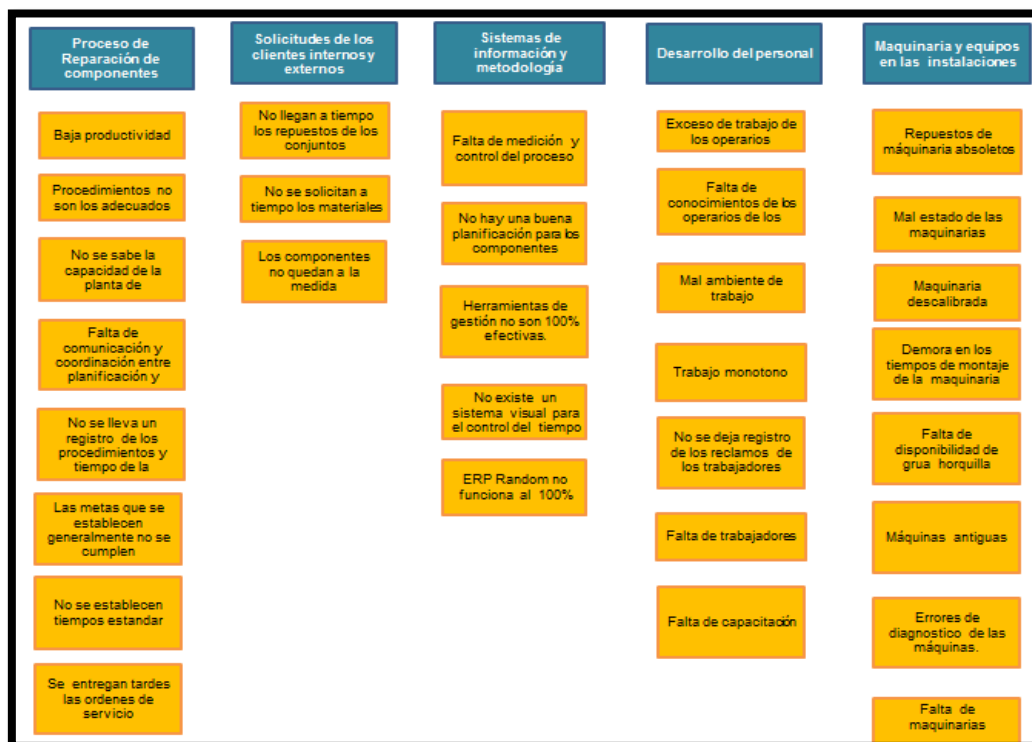 Proceso de
Reparación de
componentes
Baja productividad
Procedimientos no
son los adecuados
No se sabe la
capacidad de la
planta de
Falta de
comunicación y
coordinación entre
planificación y
No se lleva un
registro de los
procedimientos y
tiempo de la
Las metas que se
establecen
generalmente no se
cumplen
No se establecen
tiempos estandar
Se entregan tardes
las ordenes de
servicio
Solicitudes de los
clientes internos y
externos
No llegan a tiempo
los repuestos de los
conjuntos
No se solicitan a
tiempo los materiales
Los componentes
no quedan a la
medida
Sistemas de
información y
metodología
Falta de medición y
control del proceso
No hay una buena
planificación para los
componentes
Herramientas de
gestión no son 100%
efectivas.
No existe un
sistema visual para
el control del tiempo
ERP Random no
funciona al 100%
Desarrollo del personal
Exceso de trabajo de
los operarios
Falta de
conocimientos de los
operarios de los
Mal ambiente de
trabajo
Trabajo monotono
No se deja registro
de los reclamos de
los trabajadores
Falta de trabajadores
Falta de capacitación
Maquinaria y equipos
en las instalaciones
Repuestos de
máquinaria absoletos
Mal estado de las
maquinarias
Maquinaria
descalibrada
Demora en los
tiempos de montaje
de la maquinaria
Falta de
disponibilidad de
grua horquilla
Máquinas antiguas
Errores de
diagnostico de las
máquinas.
Falta de
maquinarias